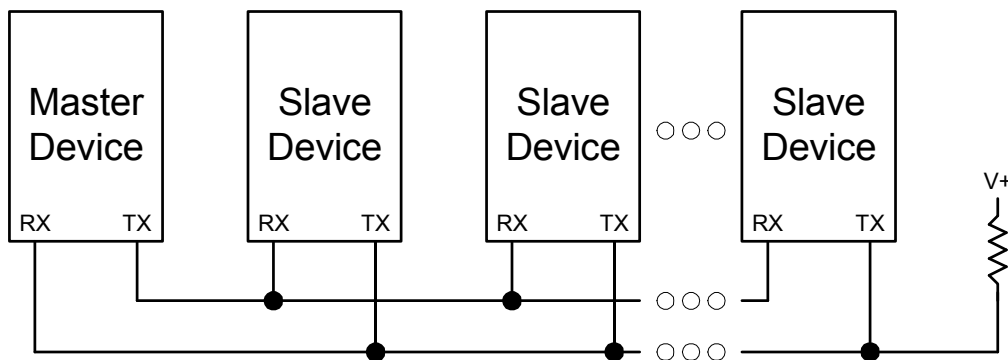 Master
Device
Slave
Device
Slave
Device
Slave
Device
V+
RX TX
RX TX
RX TX
RX TX